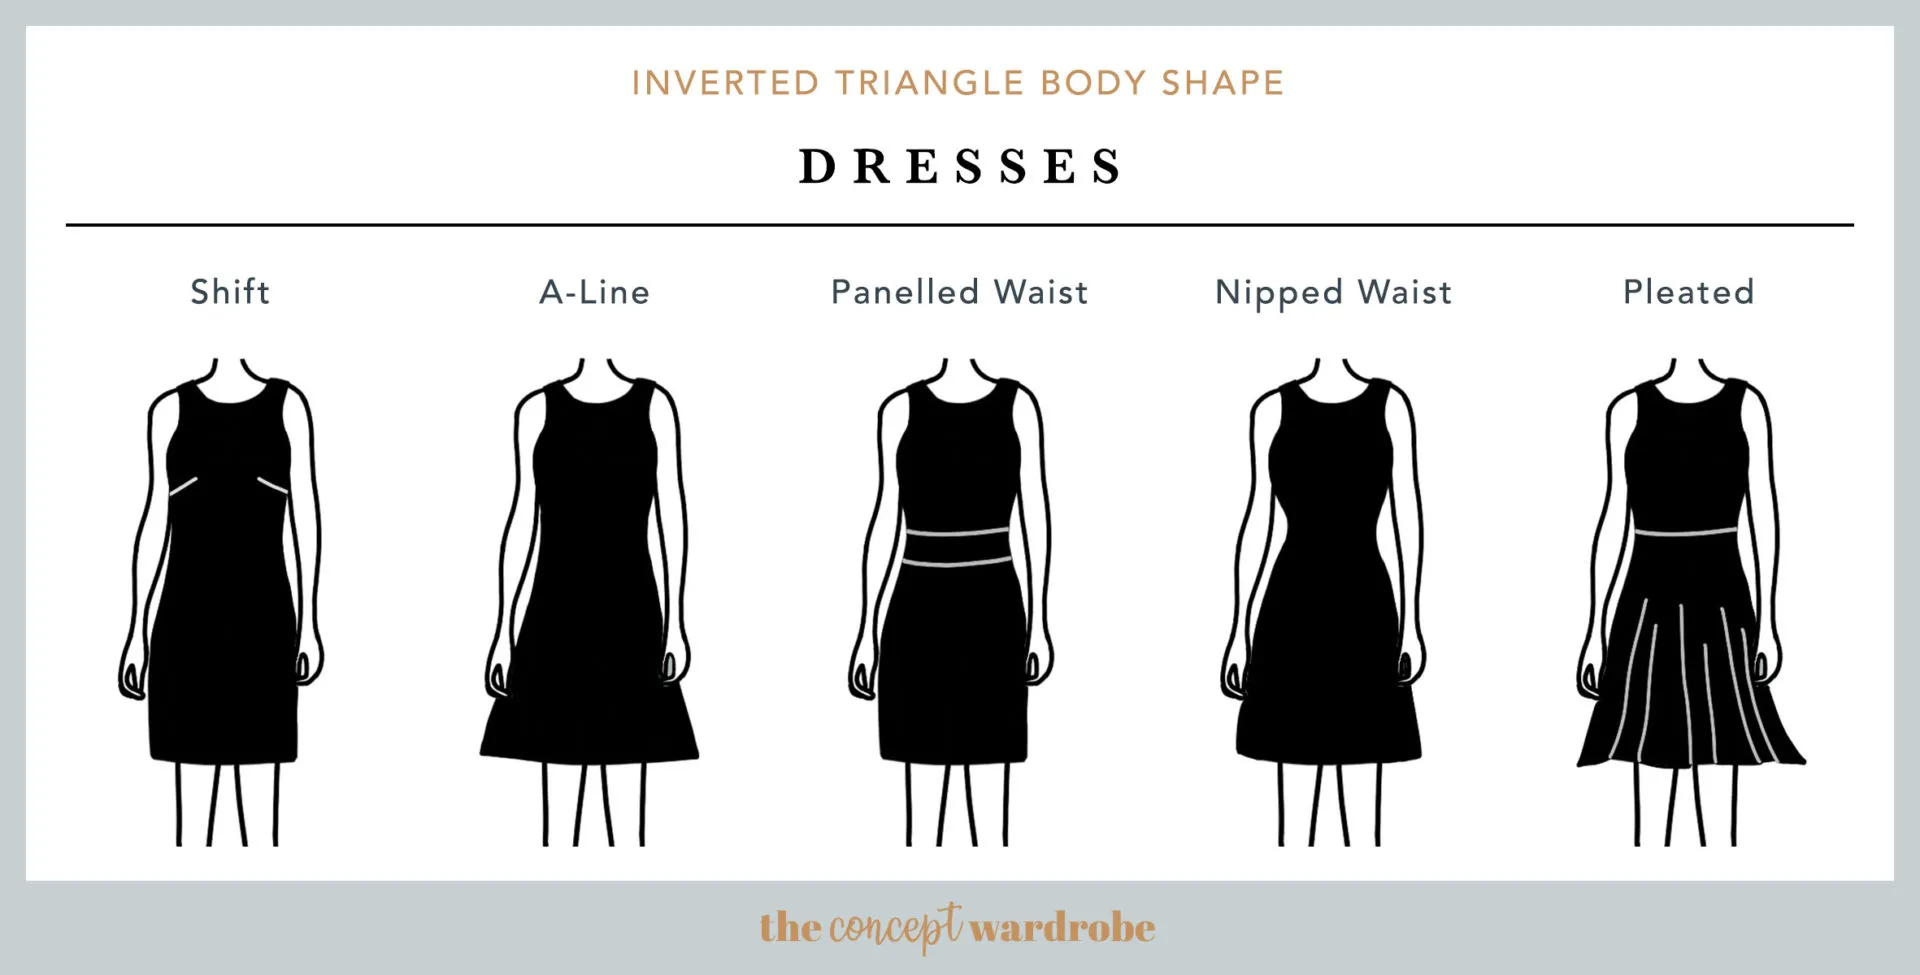 INVERTED TRIANGLE BODY SHAPE
DRESSES
Shift
A-Line
Panelled Waist
Nipped Waist
Pleated
the concept wardrobe